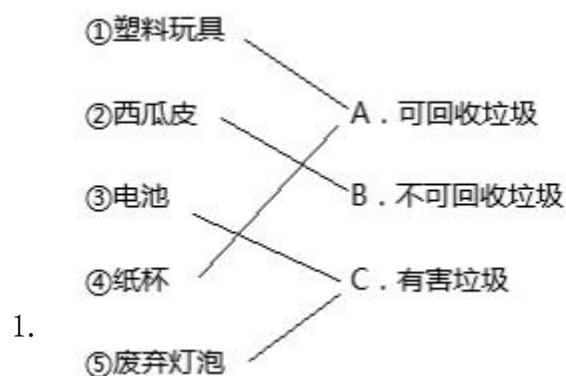 ①塑料玩具
②西瓜皮
A．可回收垃圾
③电池
B．不可回收垃圾
④纸杯
C．有害垃圾
1.
⑤废弃灯泡